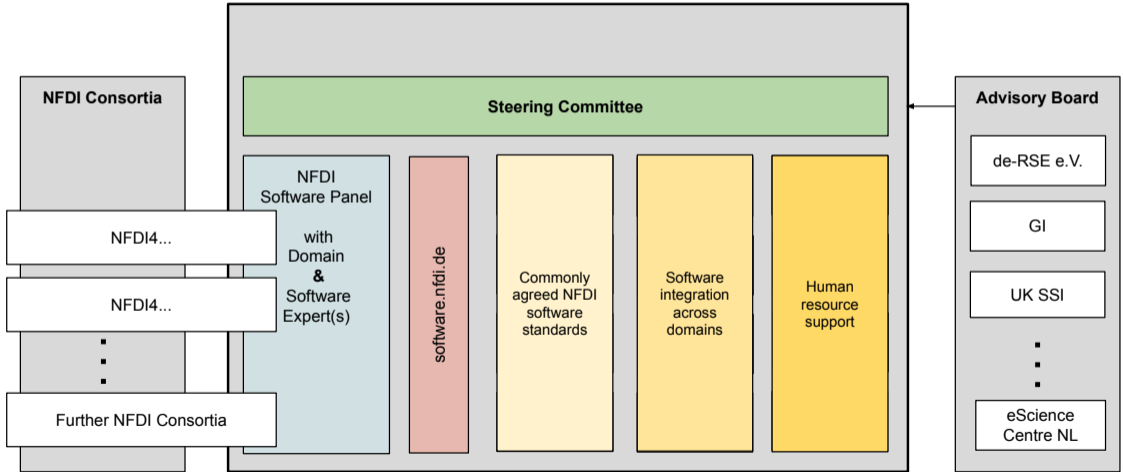 NFDI Consortia
NFDI4...
NFDI4...
Further NFDI Consortia
Steering Committee
NFDI
Software Panel
with
Domain
&
Software
Expert(s)
software.nfdi.de
Commonly
agreed NFDI
software
standards
Software
integration
across
domains
Human
resource
support
Advisory Board
de-RSE e.V.
GI
UK SSI
eScience
Centre NL